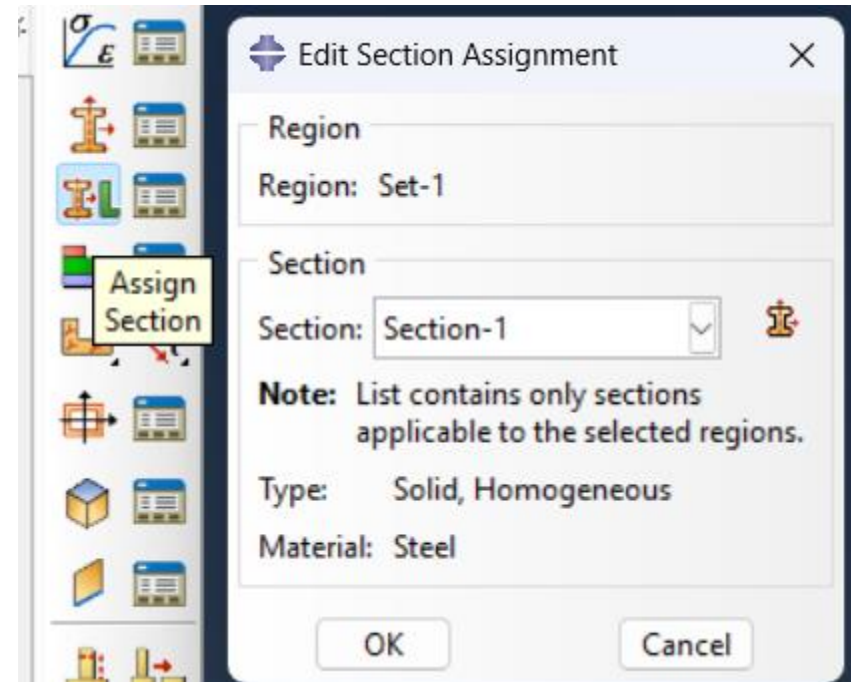 σ
ε
Edit Section Assignment
Region
Region: Set-1
Assign
Section
Section
Section: Section-1
Note: List contains only sections
applicable to the selected regions.
Type: Solid, Homogeneous
Material: Steel
OK Cancel